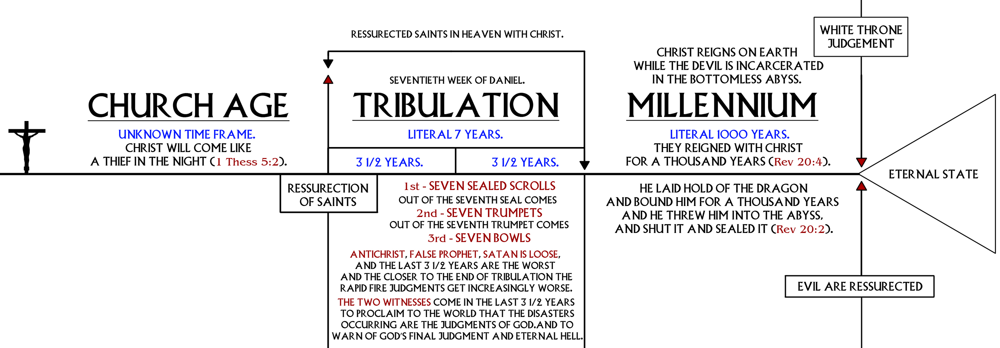 RESSURECTED SAINTS IN HEAVEN WITH CHRIST.
WHITE THRONE
JUDGEMENT
CHURCH AGE
UNKNOWN TIME FRAME.
CHRIST WILL COME LIKE
A THIEF IN THE NIGHT (1 Thess 5:2).
SEVENTIETH WEEK OF DANIEL.
TRIBULATION
LITERAL 7 YEARS.
3 1/2 YEARS.
3 1/2 YEARS.
CHRIST REIGNS ON EARTH
WHILE THE DEVIL IS INCARCERATED
IN THE BOTTOMLESS ABYSS.
MILLENNIUM
LITERAL 1000 YEARS.
THEY REIGNED WITH CHRIST
FOR A THOUSAND YEARS (Rev 20:4).
ETERNAL STATE
RESSURECTION
OF SAINTS
1st - SEVEN SEALED SCROLLS
OUT OF THE SEVENTH SEAL COMES
2nd - SEVEN TRUMPETS
OUT OF THE SEVENTH TRUMPET COMES
3rd - SEVEN BOWLS
ANTICHRIST, FALSE PROPHET, SATAN IS LOOSE,
AND THE LAST 3 1/2 YEARS ARE THE WORST
AND THE CLOSER TO THE END OF TRIBULATION THE
RAPID FIRE JUDGMENTS GET INCREASINGLY WORSE.
THE TWO WITNESSES COME IN THE LAST 3 1/2 YEARS
TO PROCLAIM TO THE WORLD THAT THE DISASTERS
OCCURRING ARE THE JUDGMENTS OF GOD.AND TO
WARN OF GOD'S FINAL JUDGMENT AND ETERNAL HELL.
HE LAID HOLD OF THE DRAGON
AND BOUND HIM FOR A THOUSAND YEARS
AND HE THREW HIM INTO THE ABYSS,
AND SHUT IT AND SEALED IT (Rev 20:2).
EVIL ARE RESSURECTED